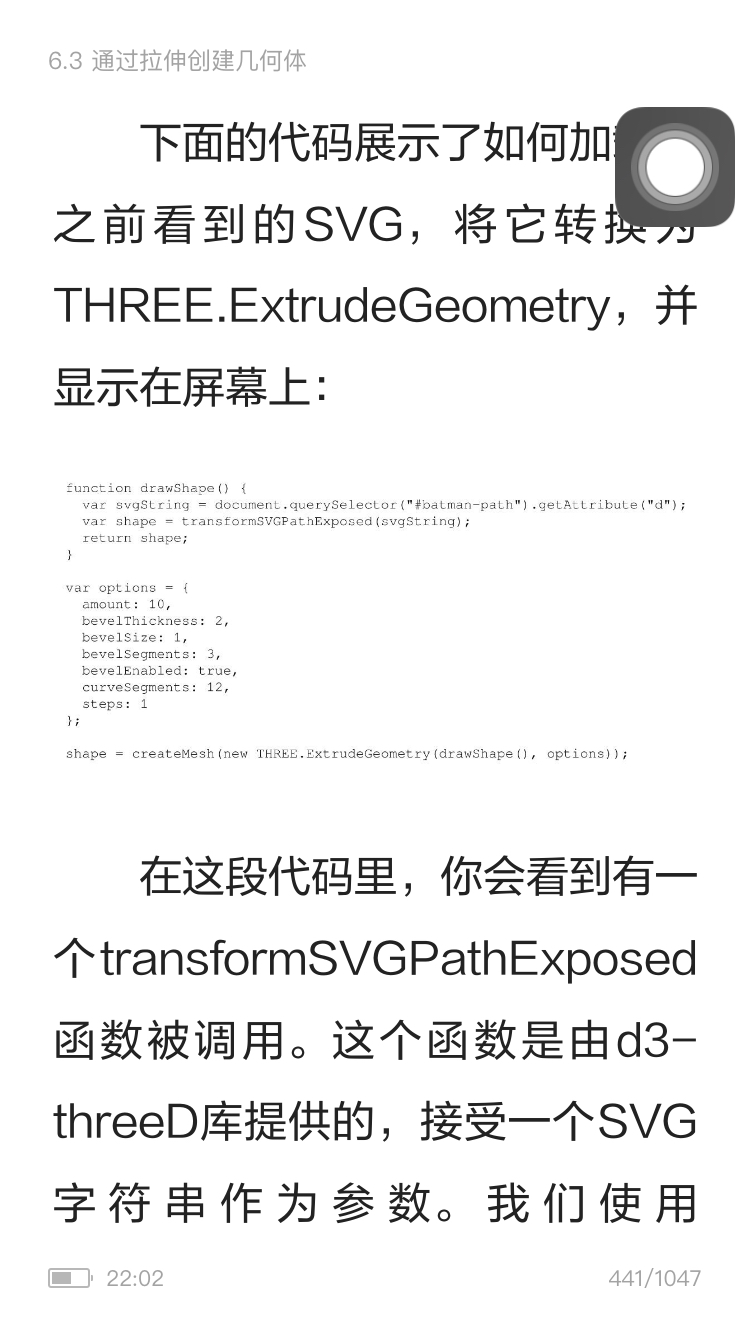 6.3 通过拉伸创建几何体
下面的代码展示了如何加
之前看到的SVG，将它转换为
THREE.ExtrudeGeometry，并
显示在屏幕上：
function drawShape() {
  var svgString = document.querySelector("#batman-path").getAttribute("d");
  var shape = transformSVGPathExposed(svgString);
  return shape;
}
var options = {
  amount: 10,
  bevelThickness: 2,
  bevelSize: 1,
  bevelSegments: 3,
  bevelEnabled: true,
  curveSegments: 12,
  steps: 1
};
shape = createMesh(new THREE.ExtrudeGeometry(drawShape(), options));
在这段代码里，你会看到有一
个transformSVGPathExposed
函数被调用。这个函数是由d3-
threeD库提供的，接受一个SVG
字符串作为参数。我们使用
22:02
441/1047